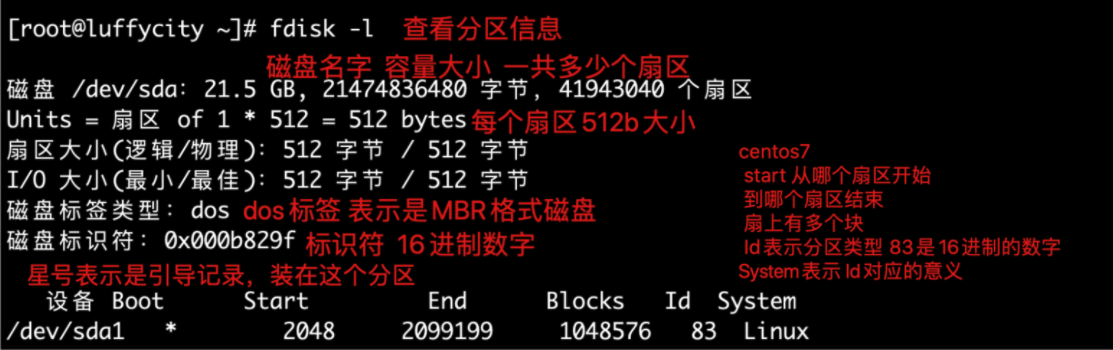 [root@luffycity ~]# fdisk -l 查看分区信息
磁盘名字 容量大小 一共多少个扇区
磁盘 /dev/sda: 21.5 GB, 21474836480 字节, 41943040 个扇区
Units = 扇区 of 1 * 512 = 512 bytes 每个扇区512b大小
扇区大小(逻辑/物理): 512 字节 / 512 字节
I/O 大小(最小/最佳): 512 字节 / 512 字节
磁盘标签类型: dos dos标签 表示是MBR格式磁盘
磁盘标识符: 0x000b829f 标识符 16进制数字
centos7
start 从哪个扇区开始
到哪个扇区结束
扇上有多个块
Id表示分区类型 83是16进制的数字
System表示Id对应的意义
星号表示是引导记录，装在这个分区
设备 Boot Start End Blocks Id System
/dev/sda1 * 2048 2099199 1048576 83 Linux